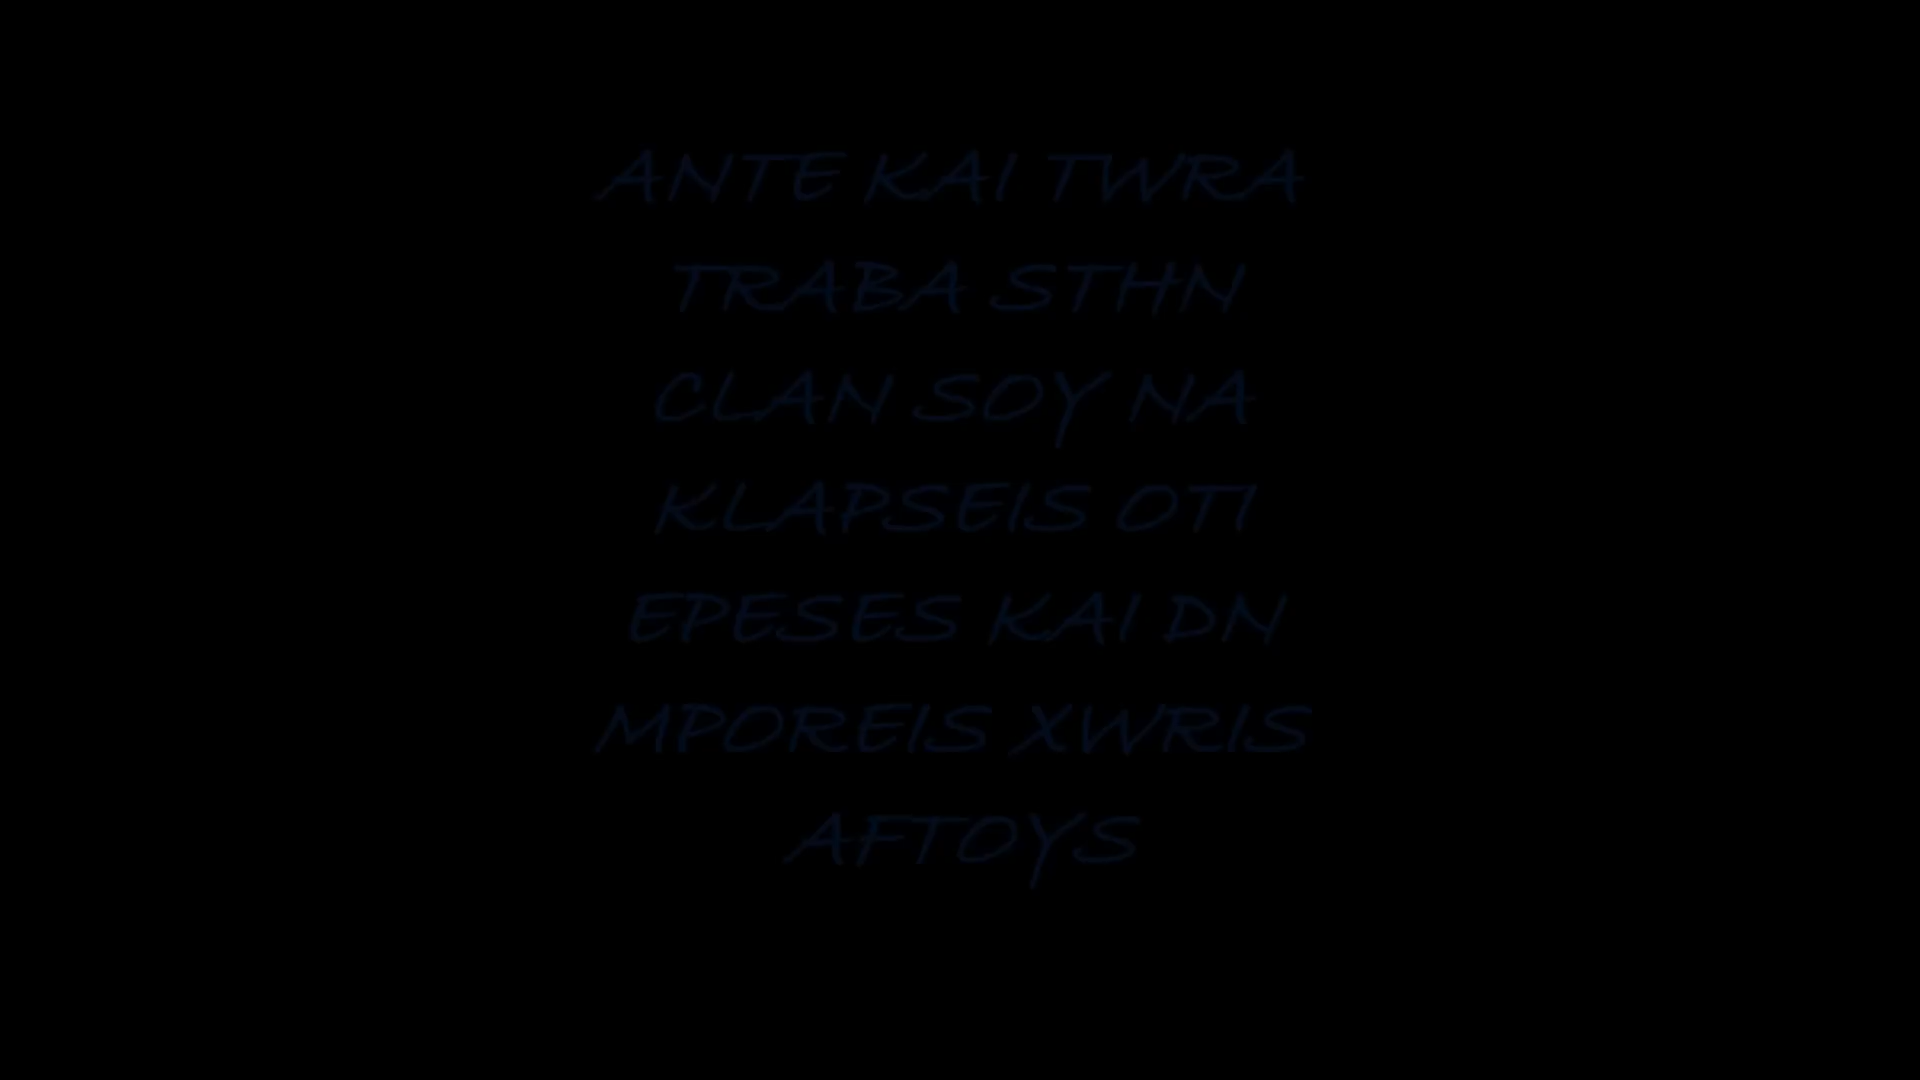 ANTE KAI TWRA
TRABA STHN
CLAN SOY NA
KLAPSEIS OTI
EPESES KAI DN
MPOREIS XWRIS
AFTOYS